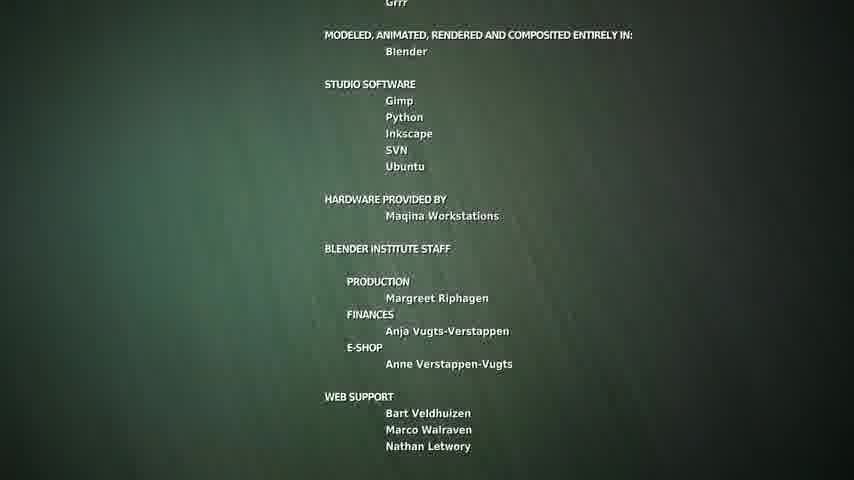 Grrr
MODELED, ANIMATED, RENDERED AND COMPOSITED ENTIRELY IN:
Blender
STUDIO SOFTWARE
Gimp
Python
Inkscape
SVN
Ubuntu
HARDWARE PROVIDED BY
Maqina Workstations
BLENDER INSTITUTE STAFF
PRODUCTION
Margreet Riphagen
FINANCES
Anja Vugts-Verstappen
E-SHOP
Anne Verstappen-Vugts
WEB SUPPORT
Bart Veldhuizen
Marco Walraven
Nathan Letwory